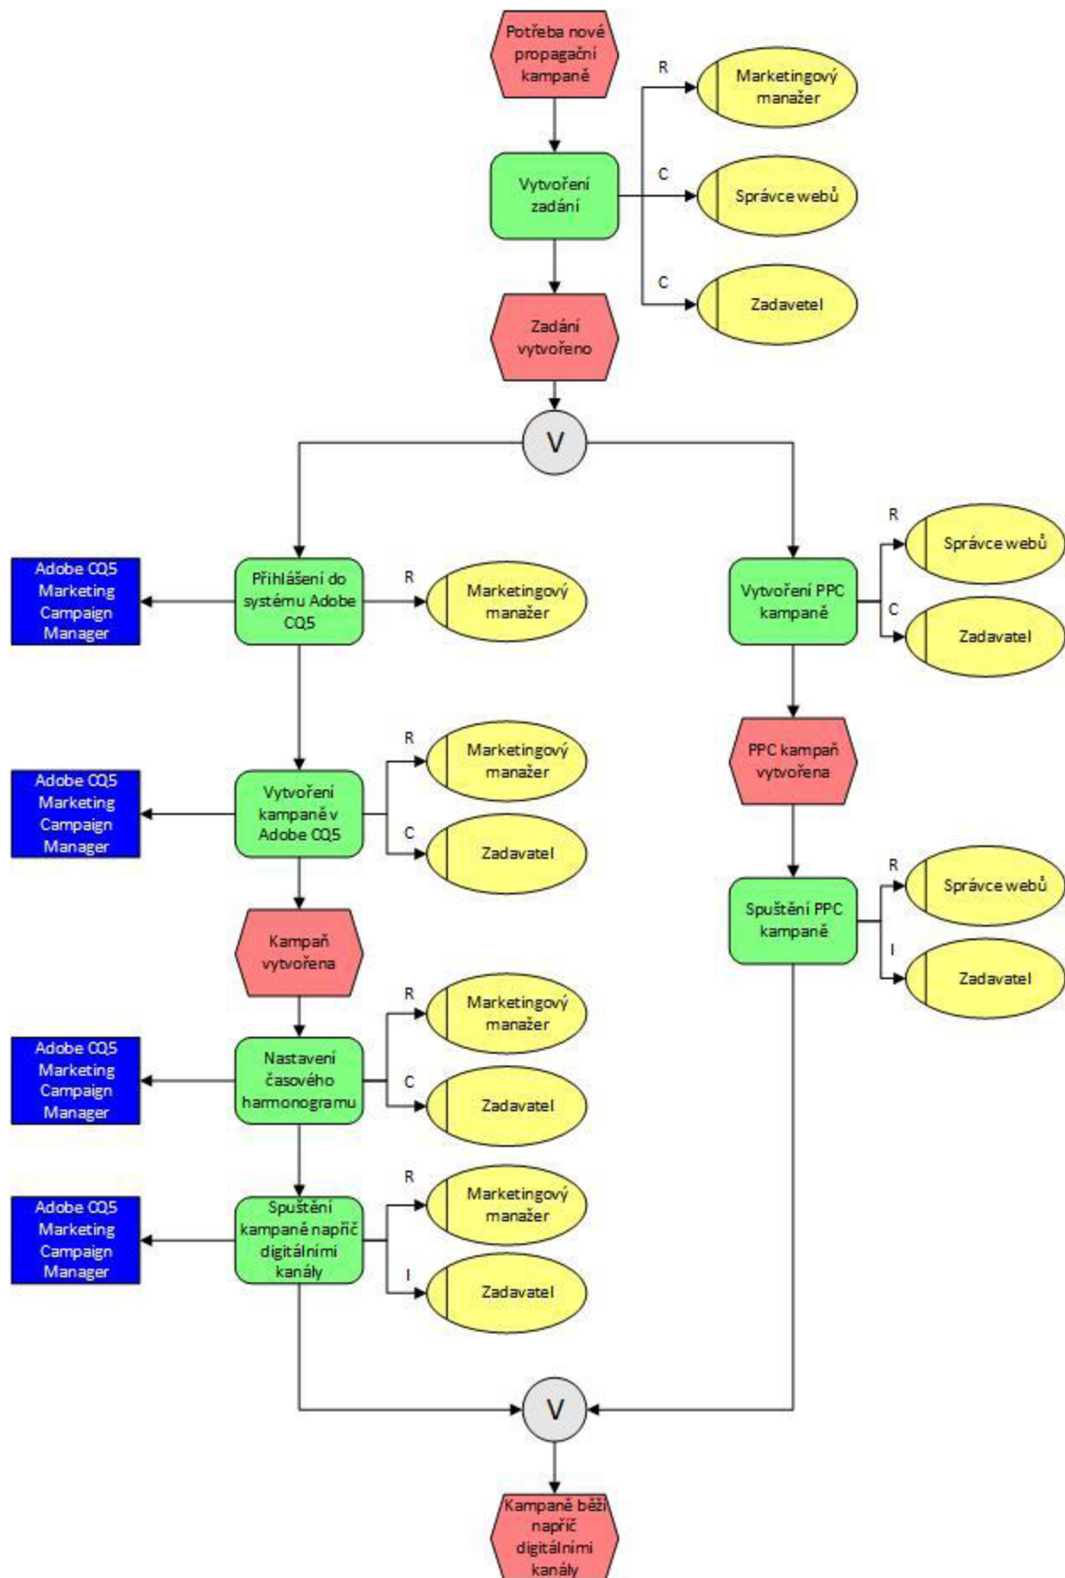 Potřeba nové
propagační
kampaně
R
Marketingový
manažer
Vytvoření
zadání
C
Správce webů
C
Zadavetel
Zadání
vytvořeno
V
Adobe CQ5
Marketing
Campaign
Manager
Přihlášení do
systému Adobe
CQ5
R
Marketingový
manažer
Vytvoření PPC
kampaně
R
Správce webů
C
Zadavatel
Adobe CQ5
Marketing
Campaign
Manager
Vytvoření
kampaně v
Adobe CQ5
R
Marketingový
manažer
C
Zadavatel
PPC kampaň
vytvořena
Kampaň
vytvořena
Spuštění PPC
kampaně
R
Správce webů
I
Zadavatel
Adobe CQ5
Marketing
Campaign
Manager
Nastavení
časového
harmonogramu
R
Marketingový
manažer
C
Zadavatel
Adobe CQ5
Marketing
Campaign
Manager
Spuštění
kampaně napříč
digitálními
kanály
R
Marketingový
manažer
I
Zadavatel
V
Kampaně běží
napříč
digitálními
kanály